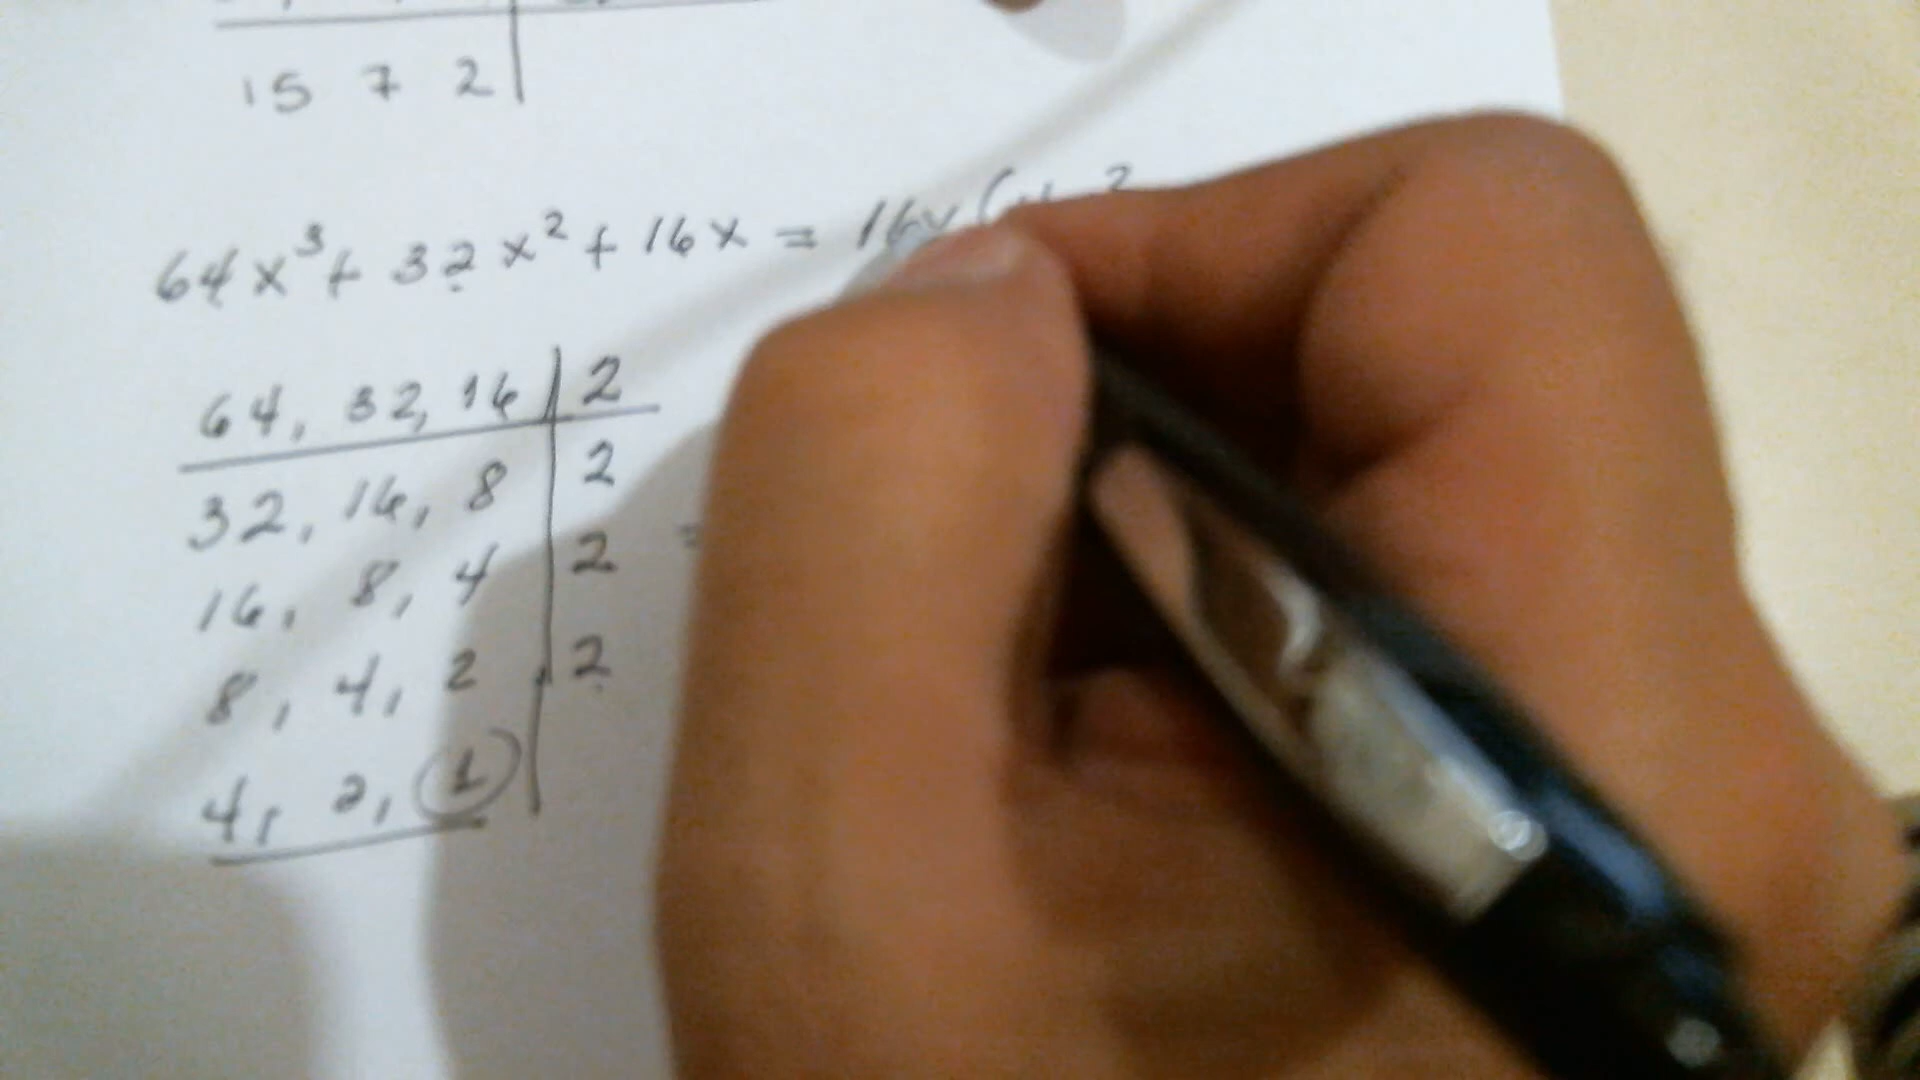 15 7 2
64x³ + 32x² + 16x = 16x(4x²
64, 32, 16 | 2
32, 16, 8 | 2
16, 8, 4 | 2 =
8, 4, 2 | 2
4, 2, 1